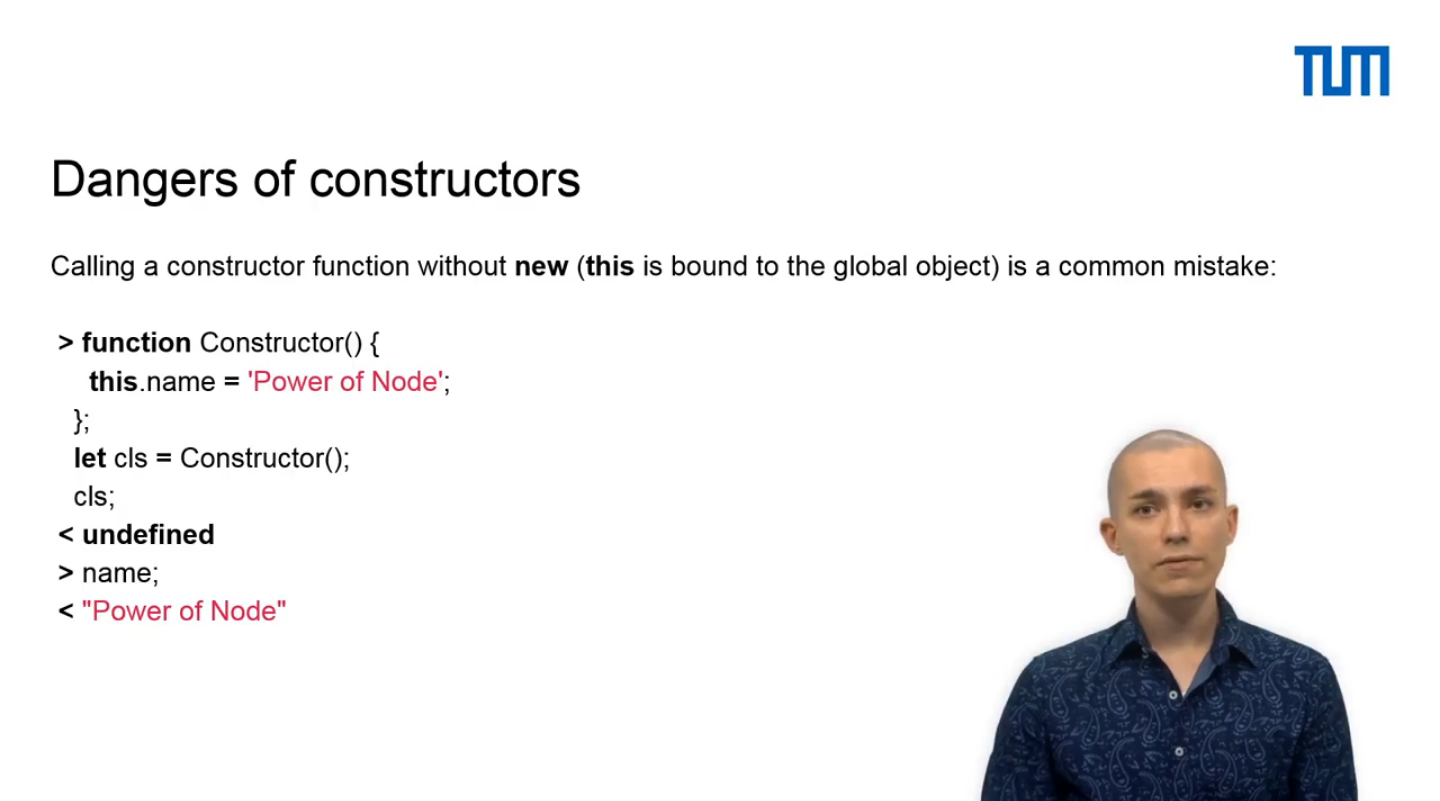 TUM
Dangers of constructors
Calling a constructor function without new (this is bound to the global object) is a common mistake:
> function Constructor() {
this.name = 'Power of Node';
};
let cls = Constructor();
cls;
< undefined
> name;
< "Power of Node"